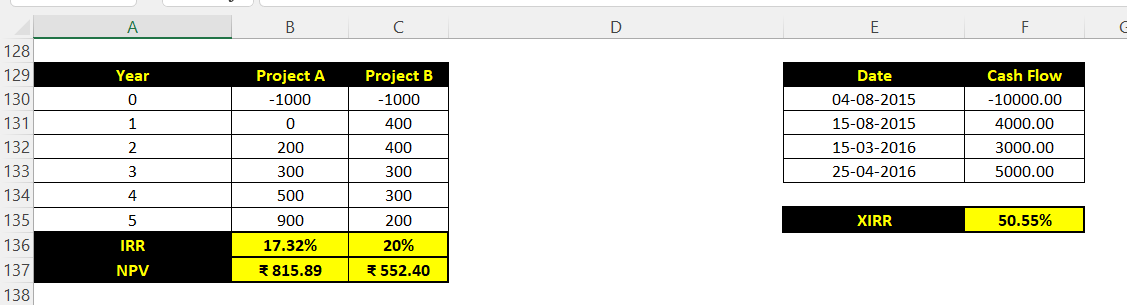 A B C D E F
128
129 Year Project A Project B Date Cash Flow
130 0 -1000 -1000 04-08-2015 -10000.00
131 1 0 400 15-08-2015 4000.00
132 2 200 400 15-03-2016 3000.00
133 3 300 300 25-04-2016 5000.00
134 4 500 300
135 5 900 200 XIRR 50.55%
136 IRR 17.32% 20%
137 NPV ₹ 815.89 ₹ 552.40
138